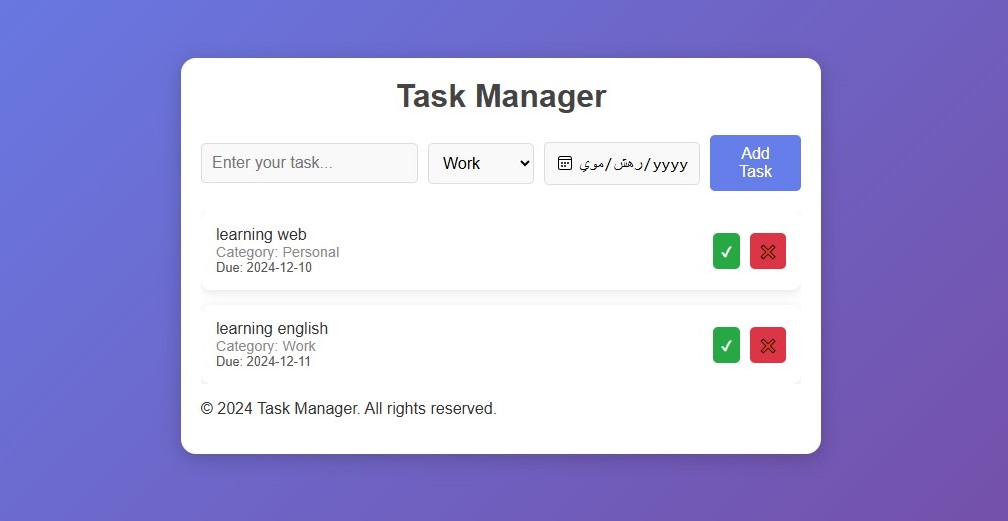 Task Manager
Enter your task...
Work
يوم/شهر/yyyy
Add
Task
learning web
Category: Personal
Due: 2024-12-10
learning english
Category: Work
Due: 2024-12-11
© 2024 Task Manager. All rights reserved.